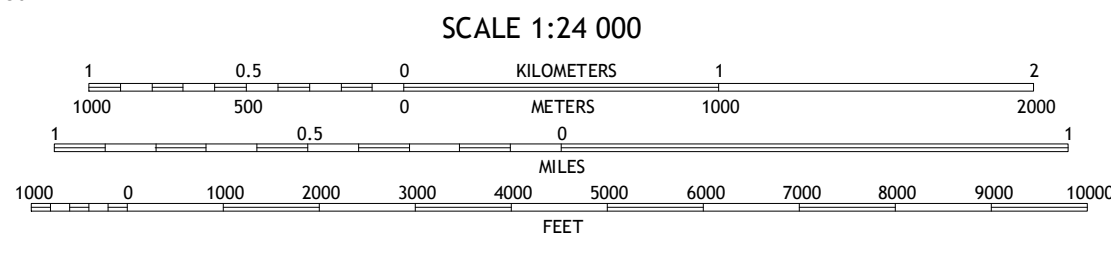 SCALE 1:24 000
1 0.5 0 KILOMETERS 1 2
1000 500 0 METERS 1000 2000
1 0.5 0 1
MILES
1000 0 1000 2000 3000 4000 5000 6000 7000 8000 9000 10000
FEET